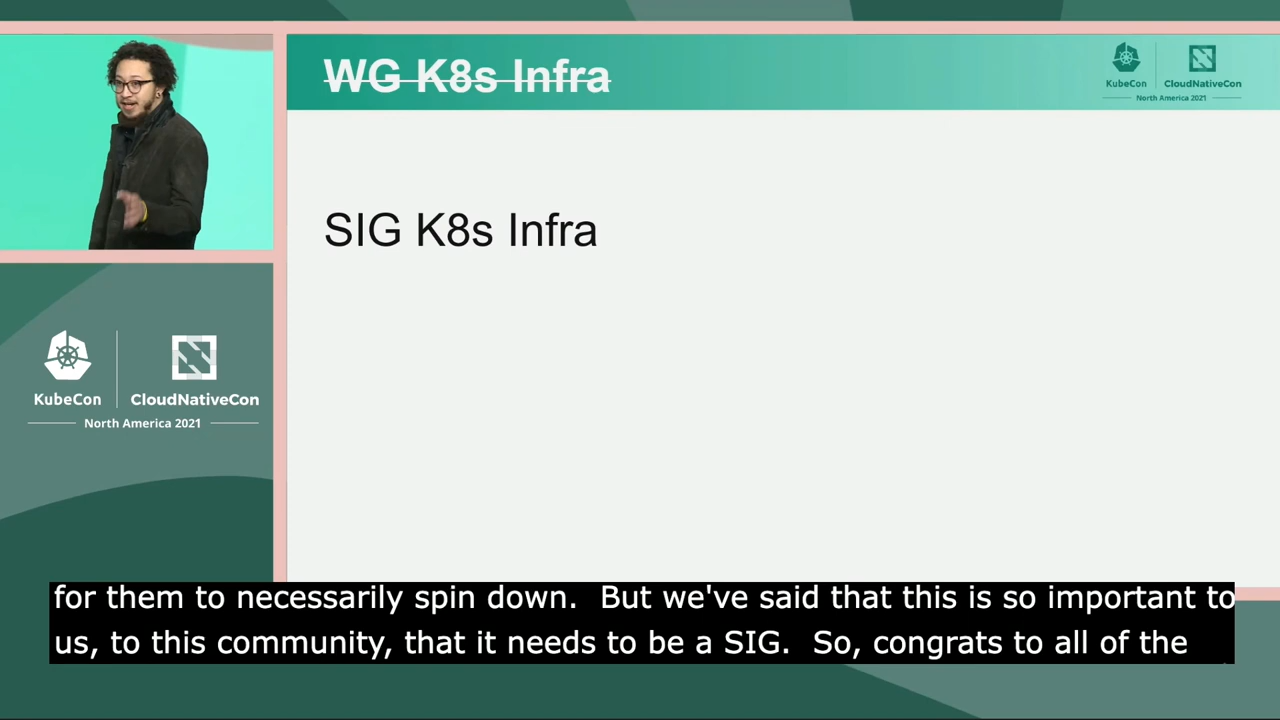 WG K8s Infra
KubeCon
CloudNativeCon
North America 2021
SIG K8s Infra
KubeCon
CloudNativeCon
North America 2021
for them to necessarily spin down.  But we've said that this is so important to
us, to this community, that it needs to be a SIG.  So, congrats to all of the